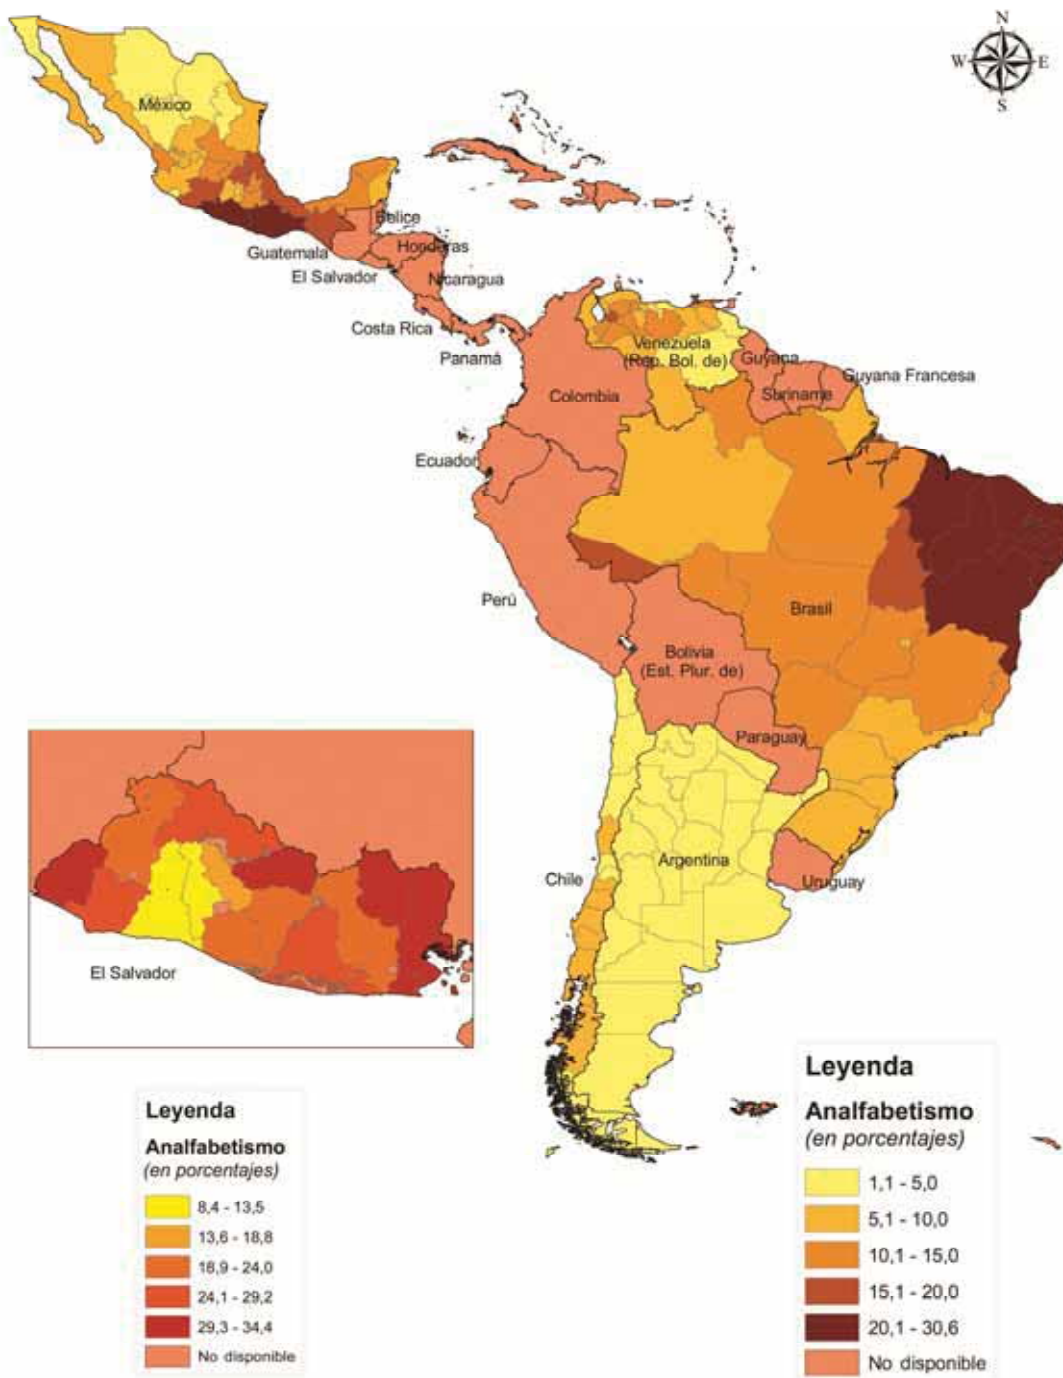 N
W E
S
México
Belice
Guatemala
Honduras
El Salvador
Nicaragua
Costa Rica
Panamá
Venezuela
(Rep. Bol. de)
Guyana
Guyana Francesa
Suriname
Colombia
Ecuador
Perú
Brasil
Bolivia
(Est. Plur. de)
Paraguay
Chile
Argentina
Uruguay
El Salvador
Leyenda
Analfabetismo
(en porcentajes)
8,4 - 13,5
13,6 - 18,8
18,9 - 24,0
24,1 - 29,2
29,3 - 34,4
No disponible
Leyenda
Analfabetismo
(en porcentajes)
1,1 - 5,0
5,1 - 10,0
10,1 - 15,0
15,1 - 20,0
20,1 - 30,6
No disponible